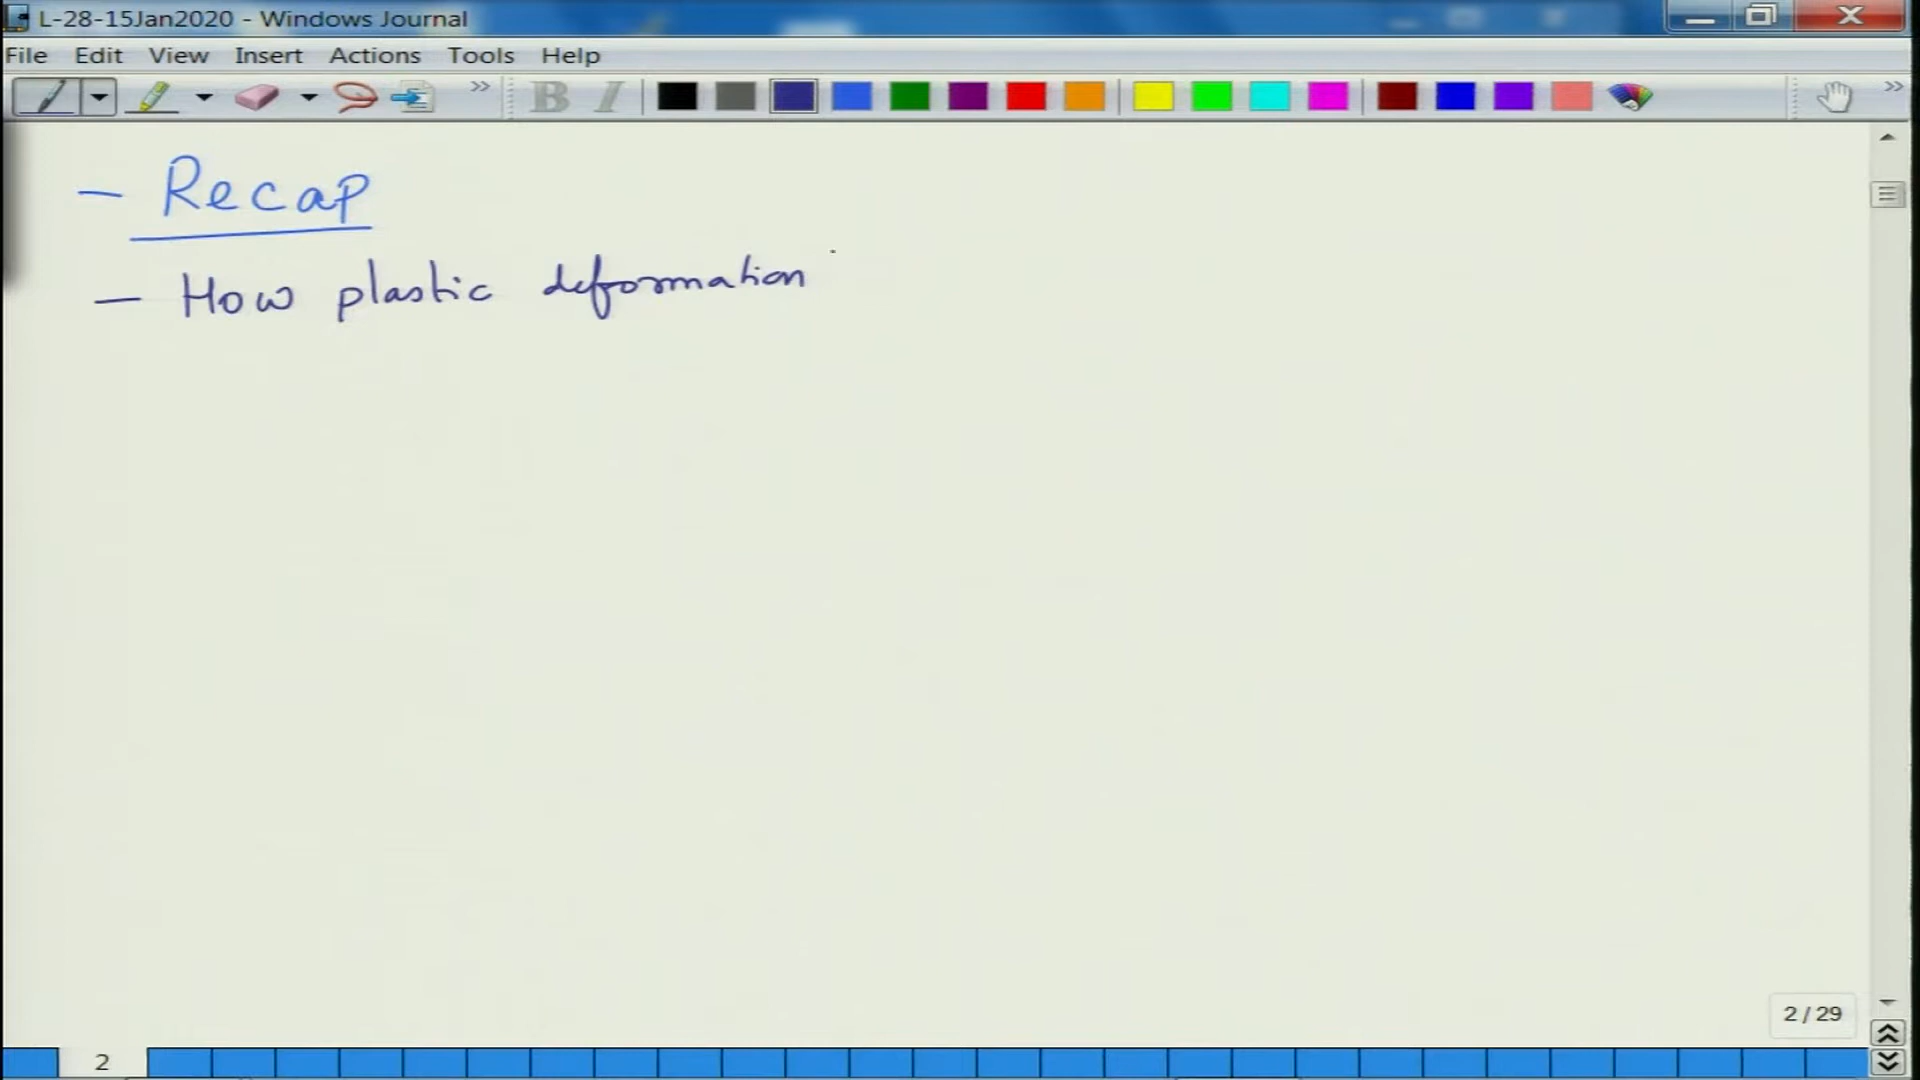 L-28-15Jan2020 - Windows Journal
File Edit View Insert Actions Tools Help
B I
- Recap
- How plastic deformation
2 / 29
2